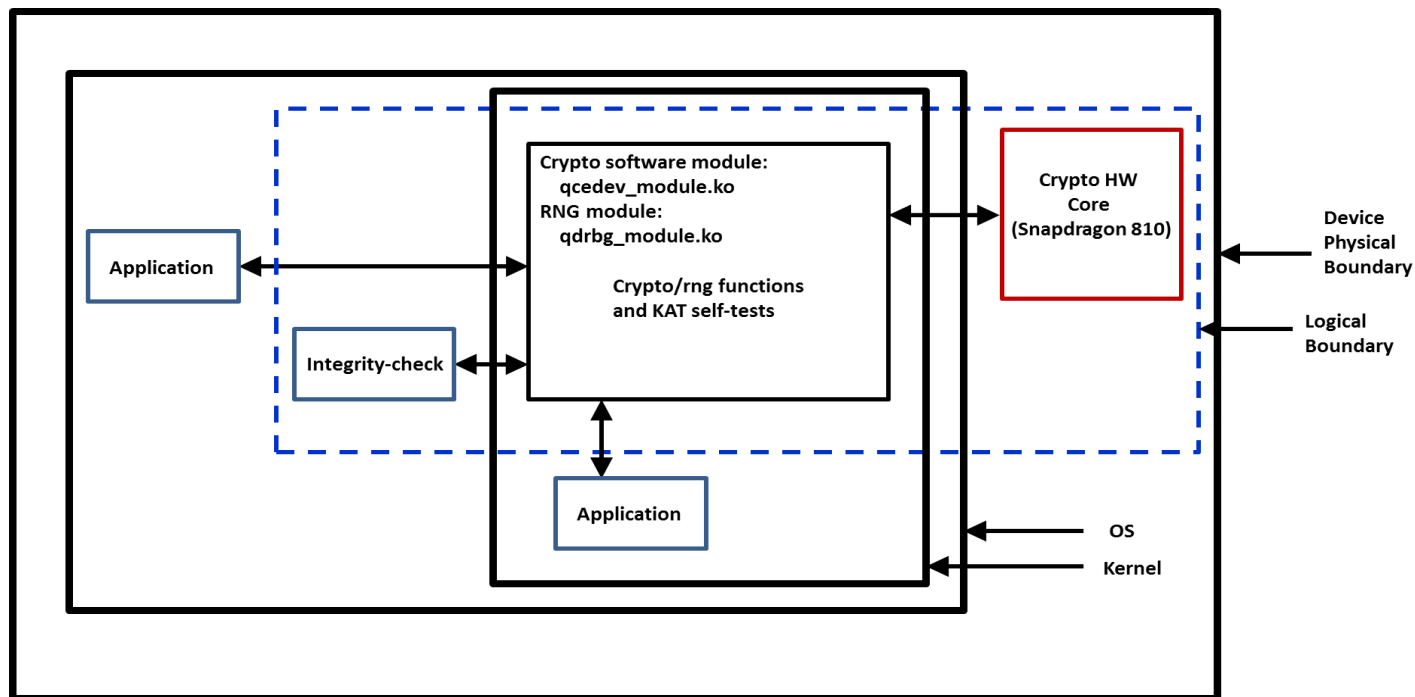 Crypto software module:
qcedev_module.ko
RNG module:
qdrbg_module.ko
Crypto/rng functions
and KAT self-tests
Crypto HW
Core
(Snapdragon 810)
Application
Integrity-check
Application
Device
Physical
Boundary
Logical
Boundary
OS
Kernel